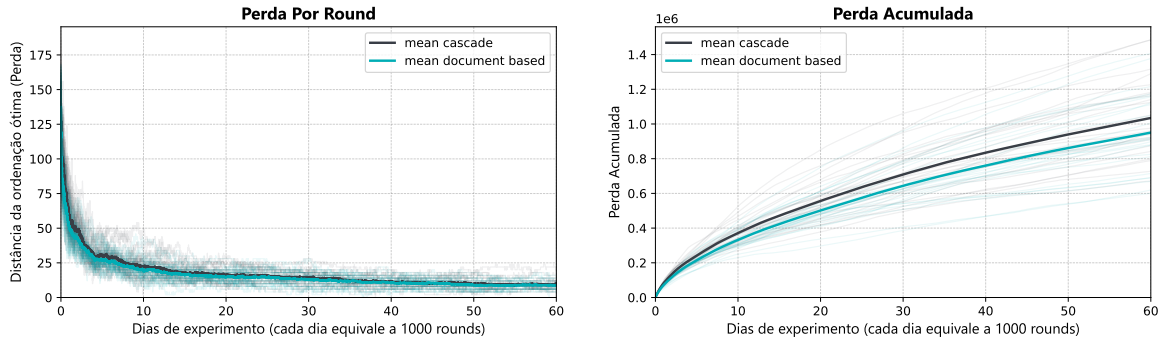 Perda Por Round
Distância da ordenação ótima (Perda)
175
150
125
100
75
50
25
0
mean cascade
mean document based
0 10 20 30 40 50 60
Dias de experimento (cada dia equivale a 1000 rounds)
Perda Acumulada
1e6
Perda Acumulada
1.4
1.2
1.0
0.8
0.6
0.4
0.2
0.0
mean cascade
mean document based
0 10 20 30 40 50 60
Dias de experimento (cada dia equivale a 1000 rounds)